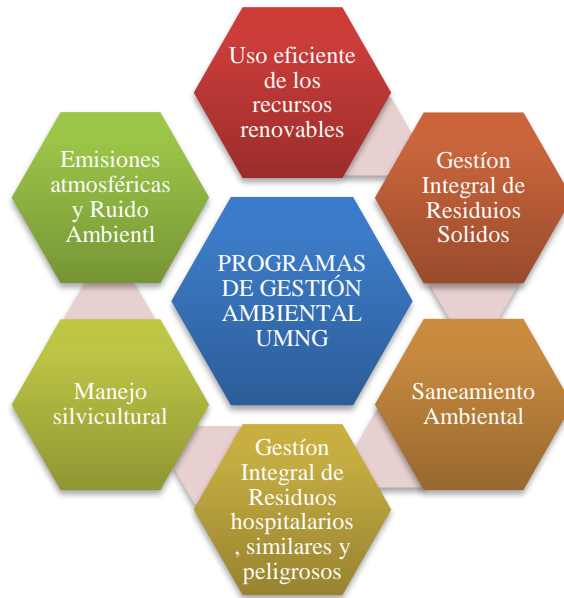 Uso eficiente
de los
recursos
renovables
Gestíon
Integral de
Residuios
Solidos
Saneamiento
Ambiental
Gestíon
Integral de
Residuos
hospitalarios
, similares y
peligrosos
Manejo
silvicultural
Emisiones
atmosféricas
y Ruido
Ambientl
PROGRAMAS
DE GESTIÓN
AMBIENTAL
UMNG